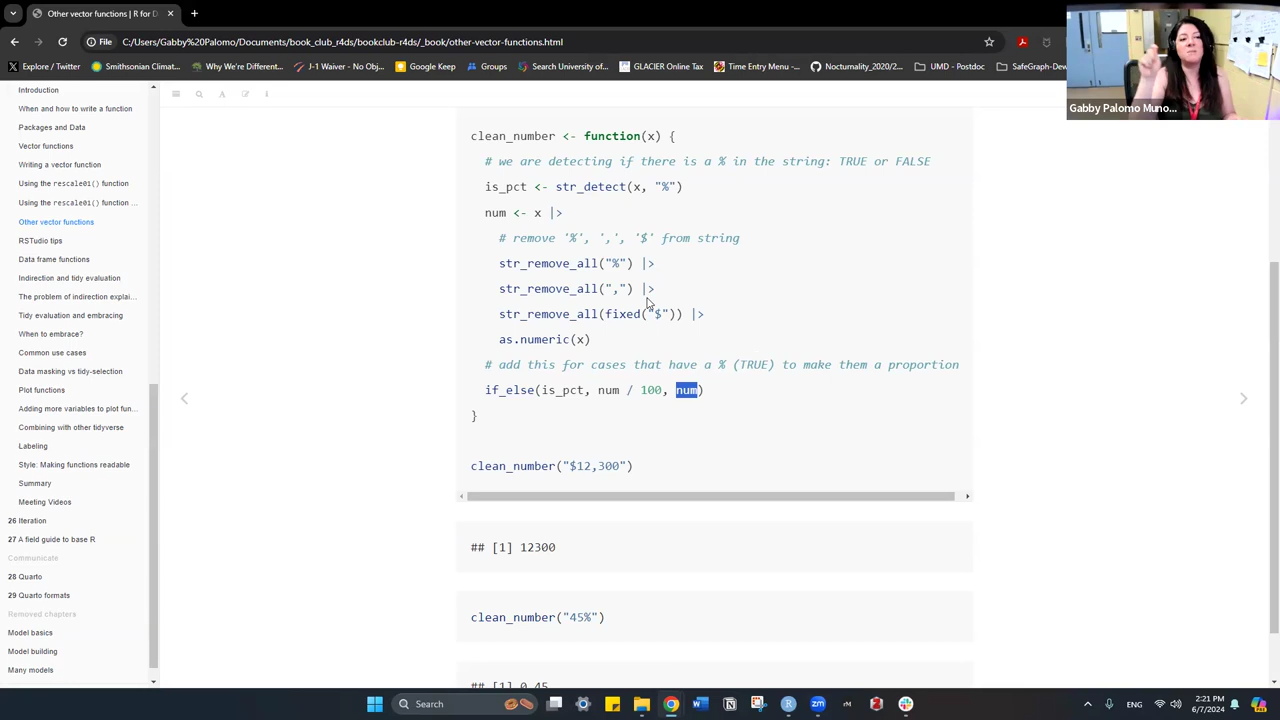 Other vector functions | R for D
File
C:/Users/Gabby%20Palomo/Documents/book_club_r4ds/bookclub-r4ds/_book/other-vector-functions.html
Explore / Twitter
Smithsonian Climat...
Why We're Different...
J-1 Waiver - No Obj...
Google Keep
Search | University of...
GLACIER Online Tax
Time Entry Menu -...
Nocturnality_2020/2...
UMD - Postdoc
SafeGraph-Dew
Gabby Palomo Muno...
Introduction
When and how to write a function
Packages and Data
Vector functions
Writing a vector function
Using the rescale01() function
Using the rescale01() function ...
Other vector functions
RStudio tips
Data frame functions
Indirection and tidy evaluation
The problem of indirection explai...
Tidy evaluation and embracing
When to embrace?
Common use cases
Data masking vs tidy-selection
Plot functions
Adding more variables to plot fun...
Combining with other tidyverse
Labeling
Style: Making functions readable
Summary
Meeting Videos
26 Iteration
27 A field guide to base R
Communicate
28 Quarto
29 Quarto formats
Removed chapters
Model basics
Model building
Many models
clean_number <- function(x) {
# we are detecting if there is a % in the string: TRUE or FALSE
is_pct <- str_detect(x, "%")
num <- x |>
# remove '%', ',', '$' from string
str_remove_all("%") |>
str_remove_all(",") |>
str_remove_all(fixed("$")) |>
as.numeric(x)
# add this for cases that have a % (TRUE) to make them a proportion
if_else(is_pct, num / 100, num)
}
clean_number("$12,300")
## [1] 12300
clean_number("45%")
## [1] 0.45
Search
ENG
2:21 PM
6/7/2024